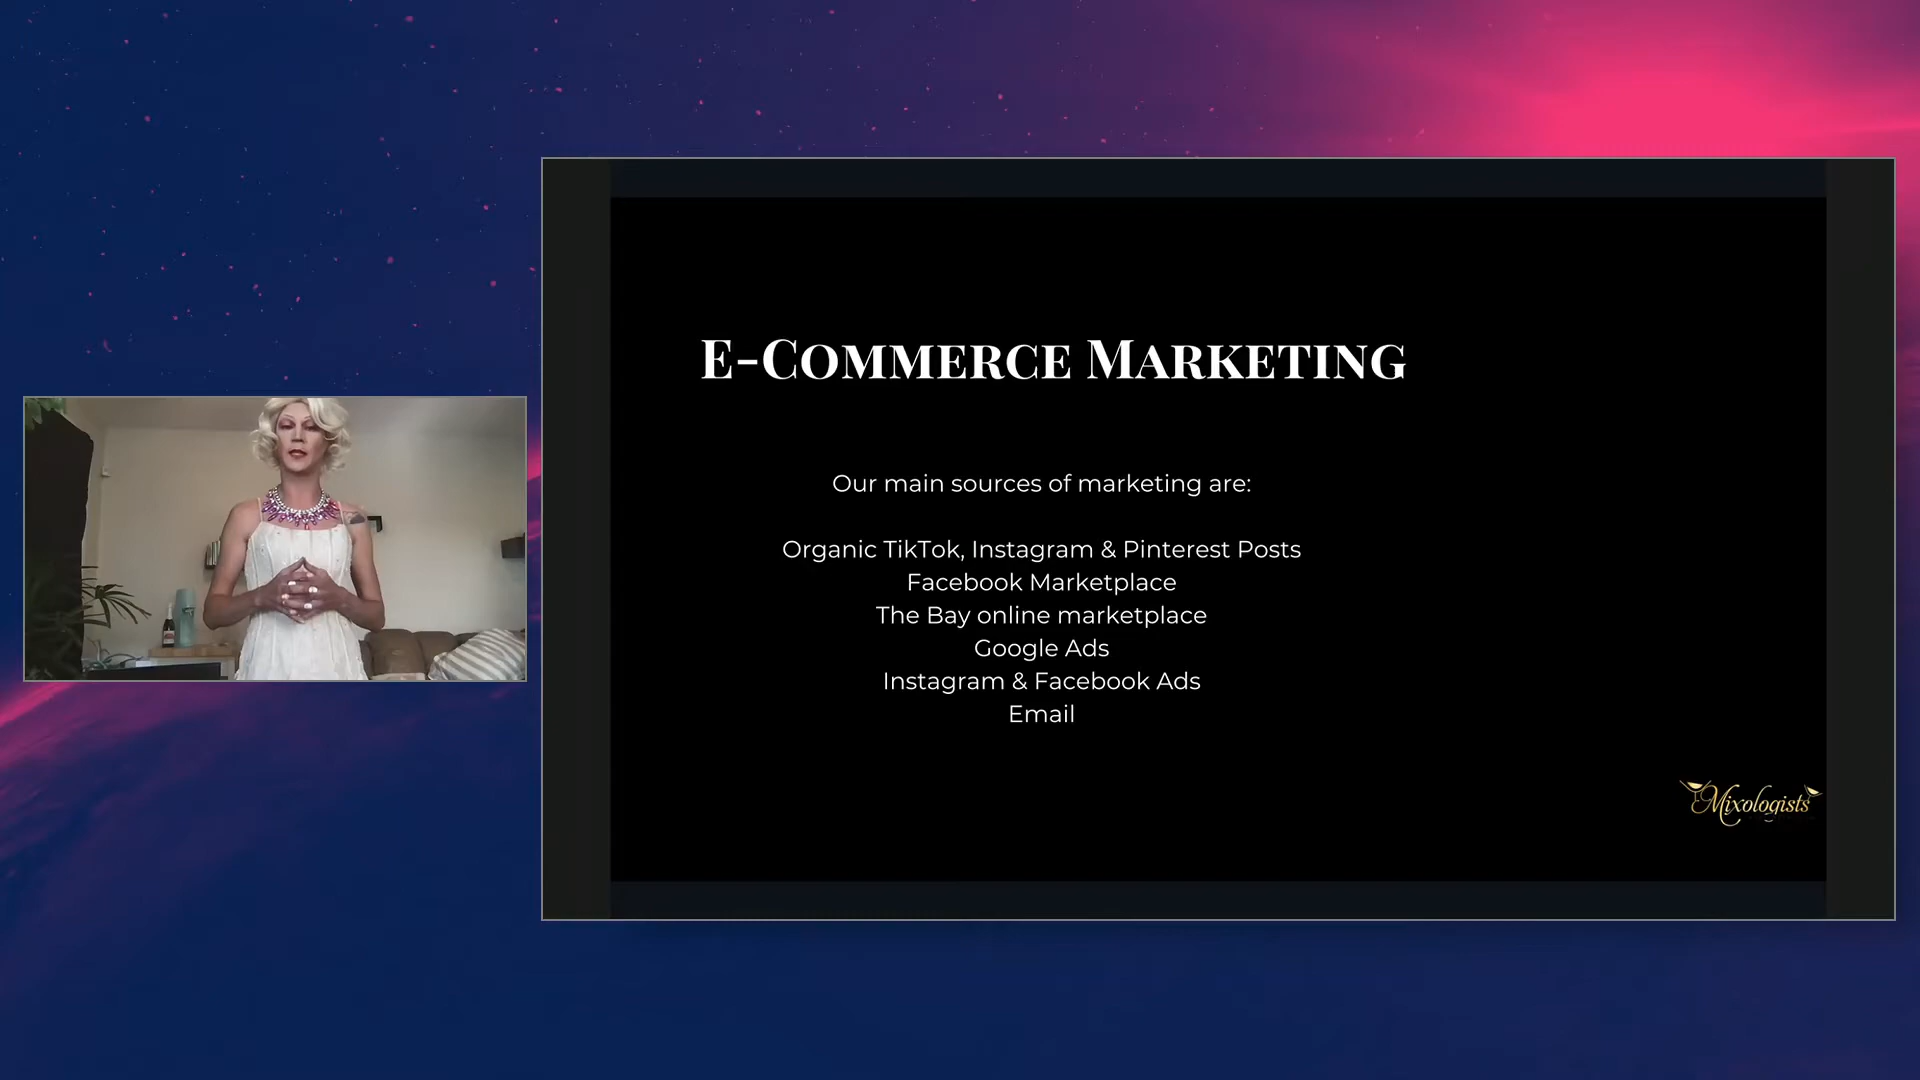 E-Commerce Marketing
Our main sources of marketing are:
Organic TikTok, Instagram & Pinterest Posts
Facebook Marketplace
The Bay online marketplace
Google Ads
Instagram & Facebook Ads
Email
Mixologists